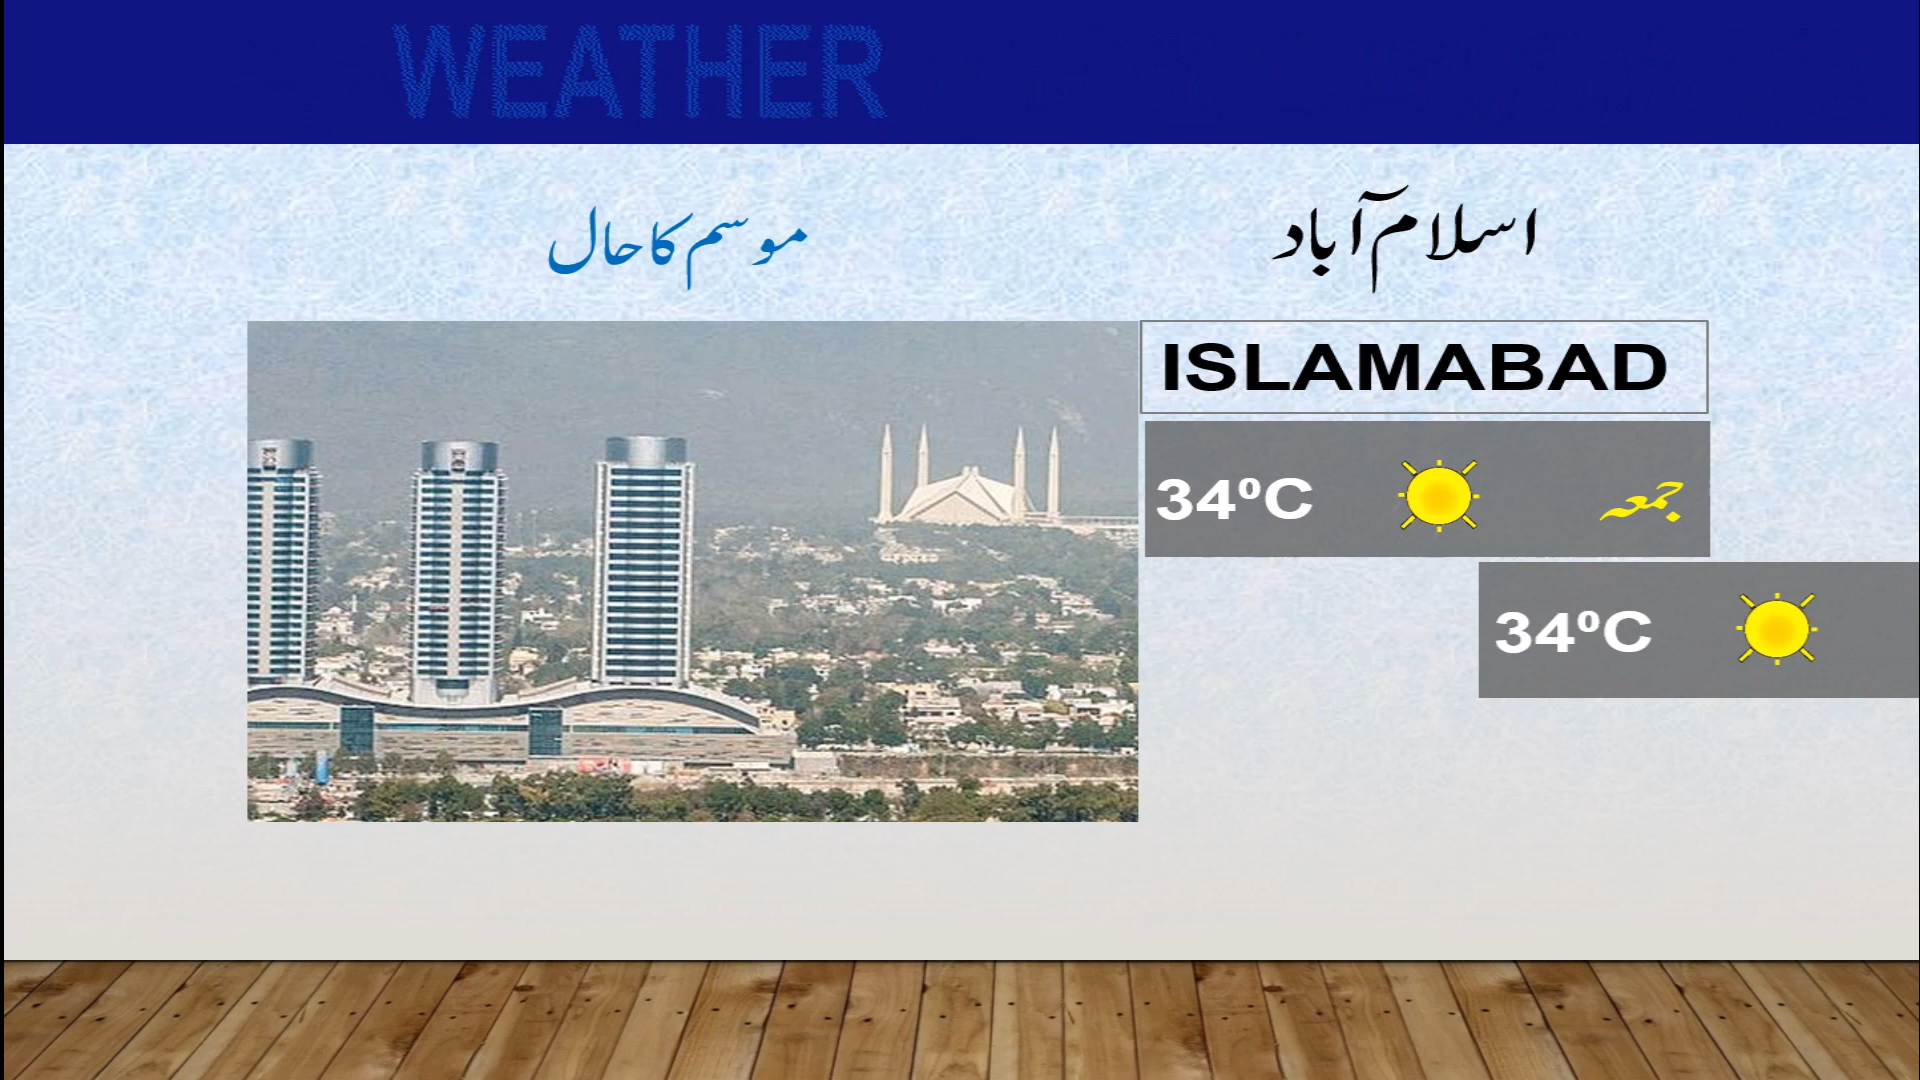 WEATHER
موسم کا حال
اسلام آباد
ISLAMABAD
34ºC جمعہ
34ºC